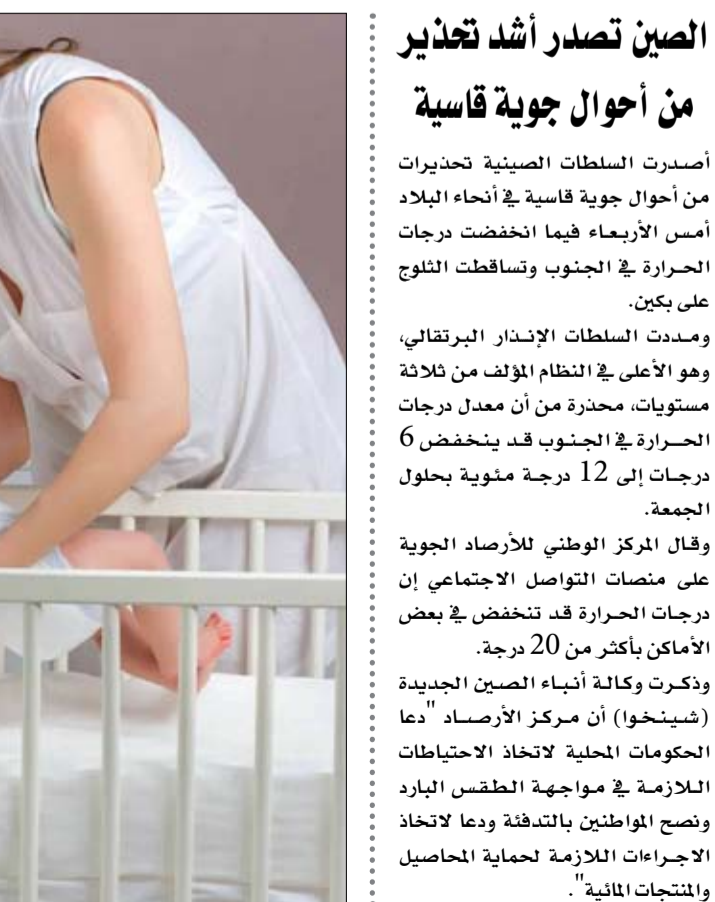 الصين تصدر أشد تحذير
من أحوال جوية قاسية
أصدرت السلطات الصينية تحذيرات
من أحوال جوية قاسية في أنحاء البلاد
أمس الأربعاء فيما انخفضت درجات
الحرارة في الجنوب وتساقطت الثلوج
على بكين.
ومددت السلطات الإنذار البرتقالي،
وهو الأعلى في النظام المؤلف من ثلاثة
مستويات، محذرة من أن معدل درجات
الحرارة في الجنوب قد ينخفض 6
درجات إلى 12 درجة مئوية بحلول
الجمعة.
وقال المركز الوطني للأرصاد الجوية
على منصات التواصل الاجتماعي إن
درجات الحرارة قد تنخفض في بعض
الأماكن بأكثر من 20 درجة.
وذكرت وكالة أنباء الصين الجديدة
(شينخوا) أن مركز الأرصاد "دعا
الحكومات المحلية لاتخاذ الاحتياطات
اللازمة في مواجهة الطقس البارد
ونصح المواطنين بالتدفئة ودعا لاتخاذ
الاجراءات اللازمة لحماية المحاصيل
والمنتجات المائية".